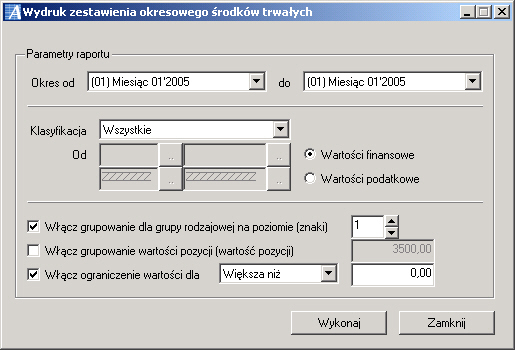 Wydruk zestawienia okresowego środków trwałych
Parametry raportu
Okres od (01) Miesiąc 01'2005 do (01) Miesiąc 01'2005
Klasyfikacja Wszystkie
Od .. ..
Wartości finansowe
.. ..
Wartości podatkowe
Włącz grupowanie dla grupy rodzajowej na poziomie (znaki) 1
Włącz grupowanie wartości pozycji (wartość pozycji) 3500,00
Włącz ograniczenie wartości dla Większa niż 0,00
Wykonaj Zamknij